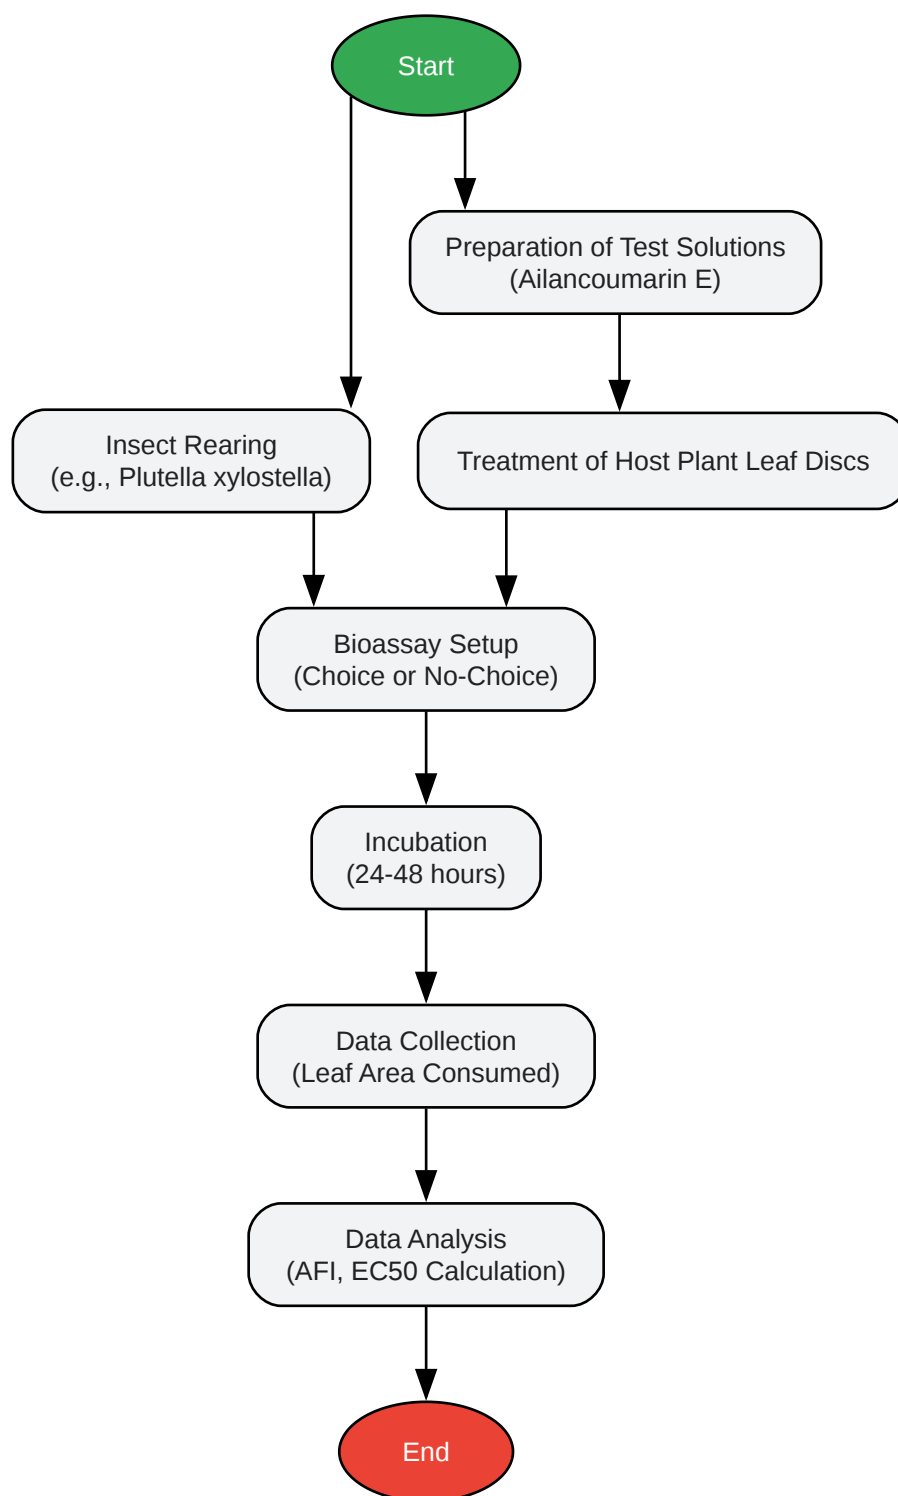 Start
Preparation of Test Solutions
(Ailancoumarin E)
Insect Rearing
(e.g., Plutella xylostella)
Treatment of Host Plant Leaf Discs
Bioassay Setup
(Choice or No-Choice)
Incubation
(24-48 hours)
Data Collection
(Leaf Area Consumed)
Data Analysis
(AFI, EC50 Calculation)
End